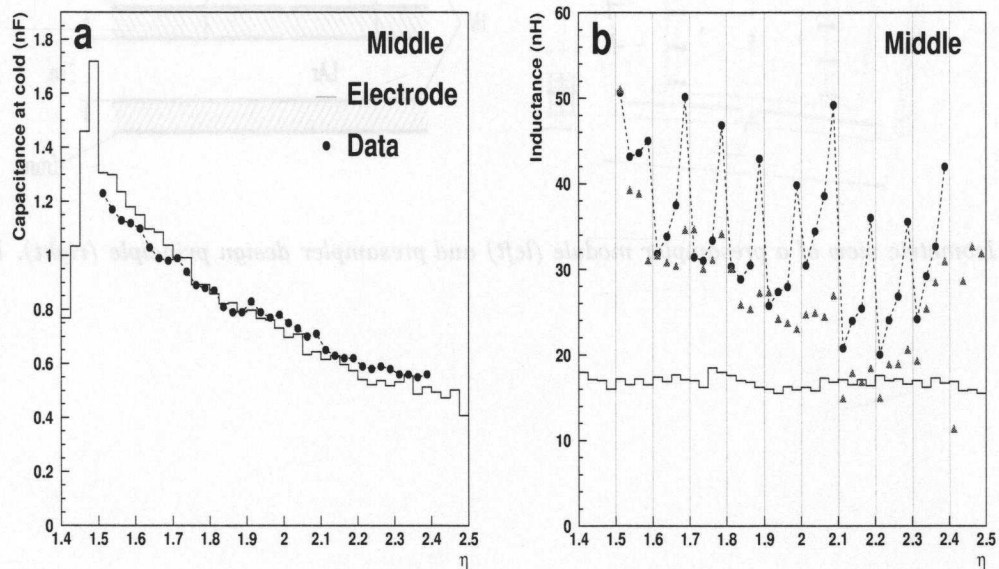 a
Middle
Electrode
Data
Capacitance at cold (nF)
1.8
1.6
1.4
1.2
1
0.8
0.6
0.4
0.2
0
1.4 1.5 1.6 1.7 1.8 1.9 2 2.1 2.2 2.3 2.4 2.5
η
b
Middle
Inductance (nH)
60
50
40
30
20
10
0
1.4 1.5 1.6 1.7 1.8 1.9 2 2.1 2.2 2.3 2.4 2.5
η